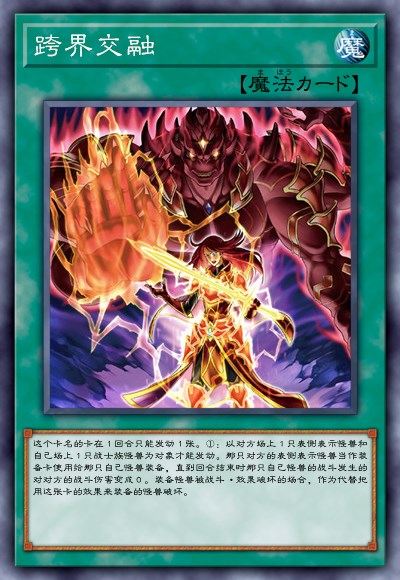 跨界交融
魔
【魔法カード】
まほう
这个卡名的卡在1回合只能发动1张。①:以对方场上1只表侧表示怪兽和
自己场上1只战士族怪兽为对象才能发动。那只对方的表侧表示怪兽当作装
备卡使用给那只自己怪兽装备,直到回合结束时那只自己怪兽的战斗发生的
对对方的战斗伤害变成0。装备怪兽被战斗·效果破坏的场合,作为代替把
用这张卡的效果来装备的怪兽破坏。